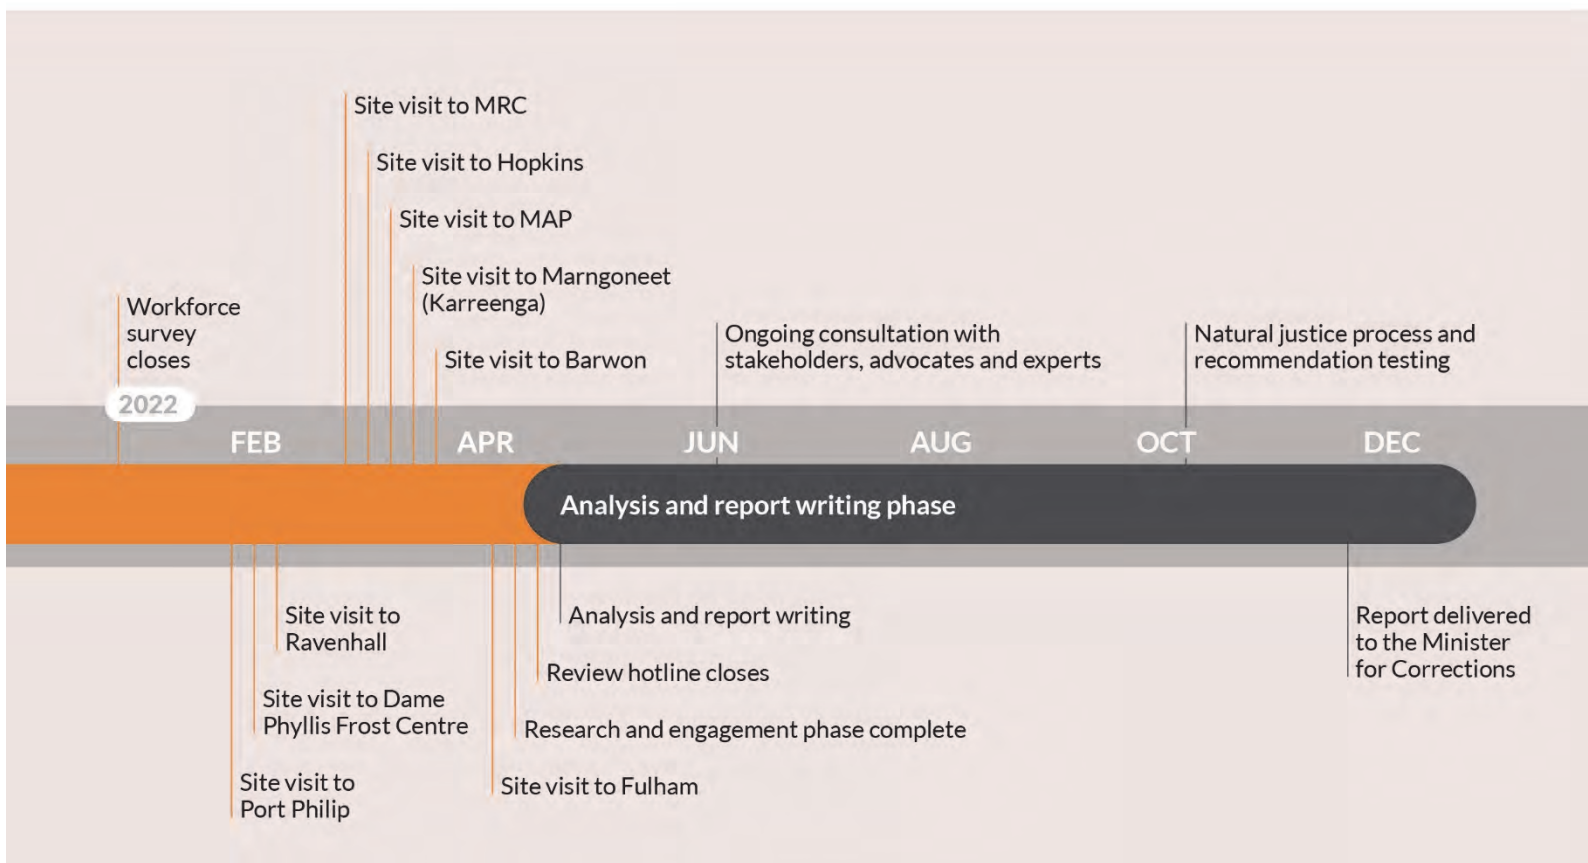 Site visit to MRC
Site visit to Hopkins
Site visit to MAP
Site visit to Marngoneet
(Karreenga)
Workforce
survey
closes
Site visit to Barwon
Ongoing consultation with
stakeholders, advocates and experts
Natural justice process and
recommendation testing
2022
FEB
APR
JUN
AUG
OCT
DEC
Analysis and report writing phase
Site visit to
Ravenhall
Analysis and report writing
Report delivered
to the Minister
for Corrections
Review hotline closes
Site visit to Dame
Phyllis Frost Centre
Research and engagement phase complete
Site visit to
Port Philip
Site visit to Fulham